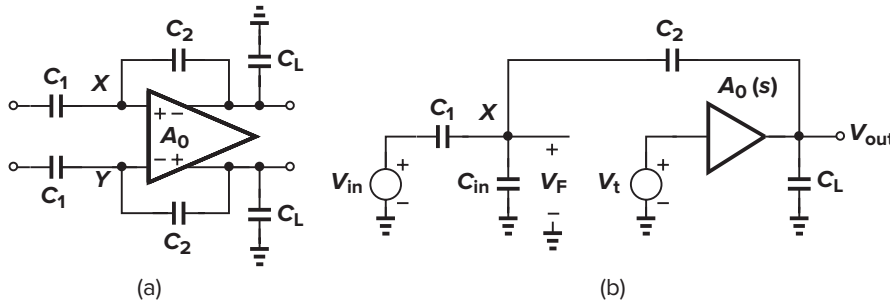 C2
CL
C1
X
+ −
A0
− +
C1
Y
C2
CL
(a)
C2
A0 (s)
C1
X
Vin
+
−
Cin
+
VF
−
Vt
+
−
Vout
CL
(b)